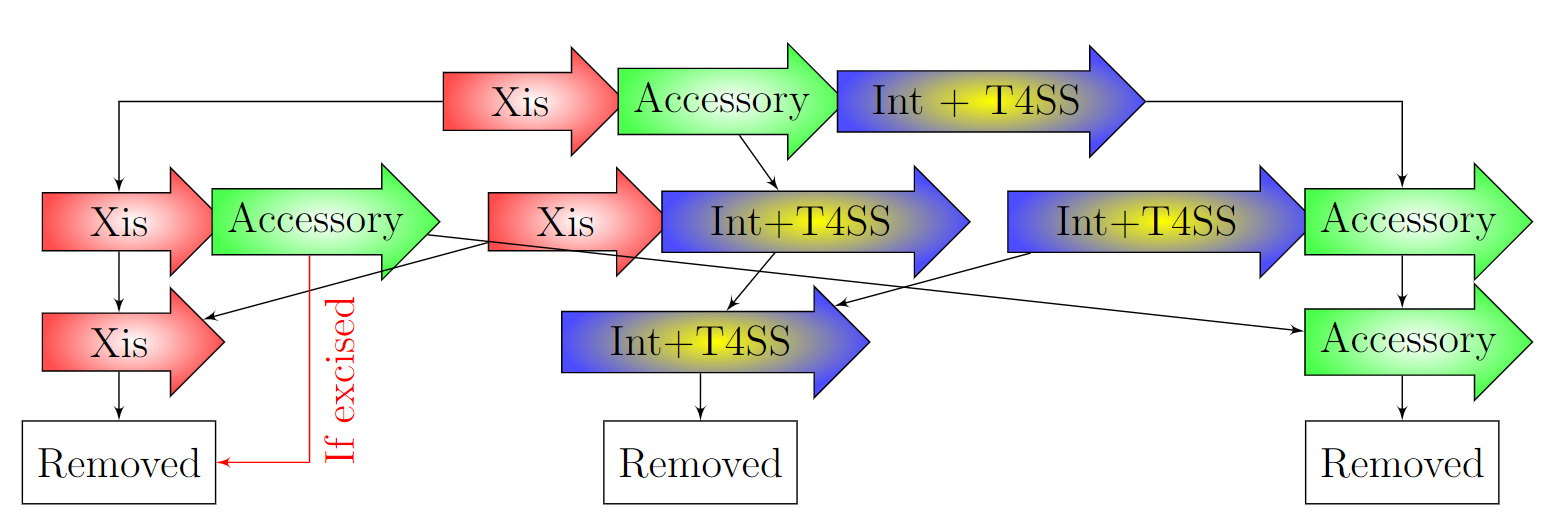 Xis Accessory Int + T4SS
Xis Accessory Xis Int+T4SS Int+T4SS Accessory
Xis If excised Int+T4SS Accessory
Removed Removed Removed